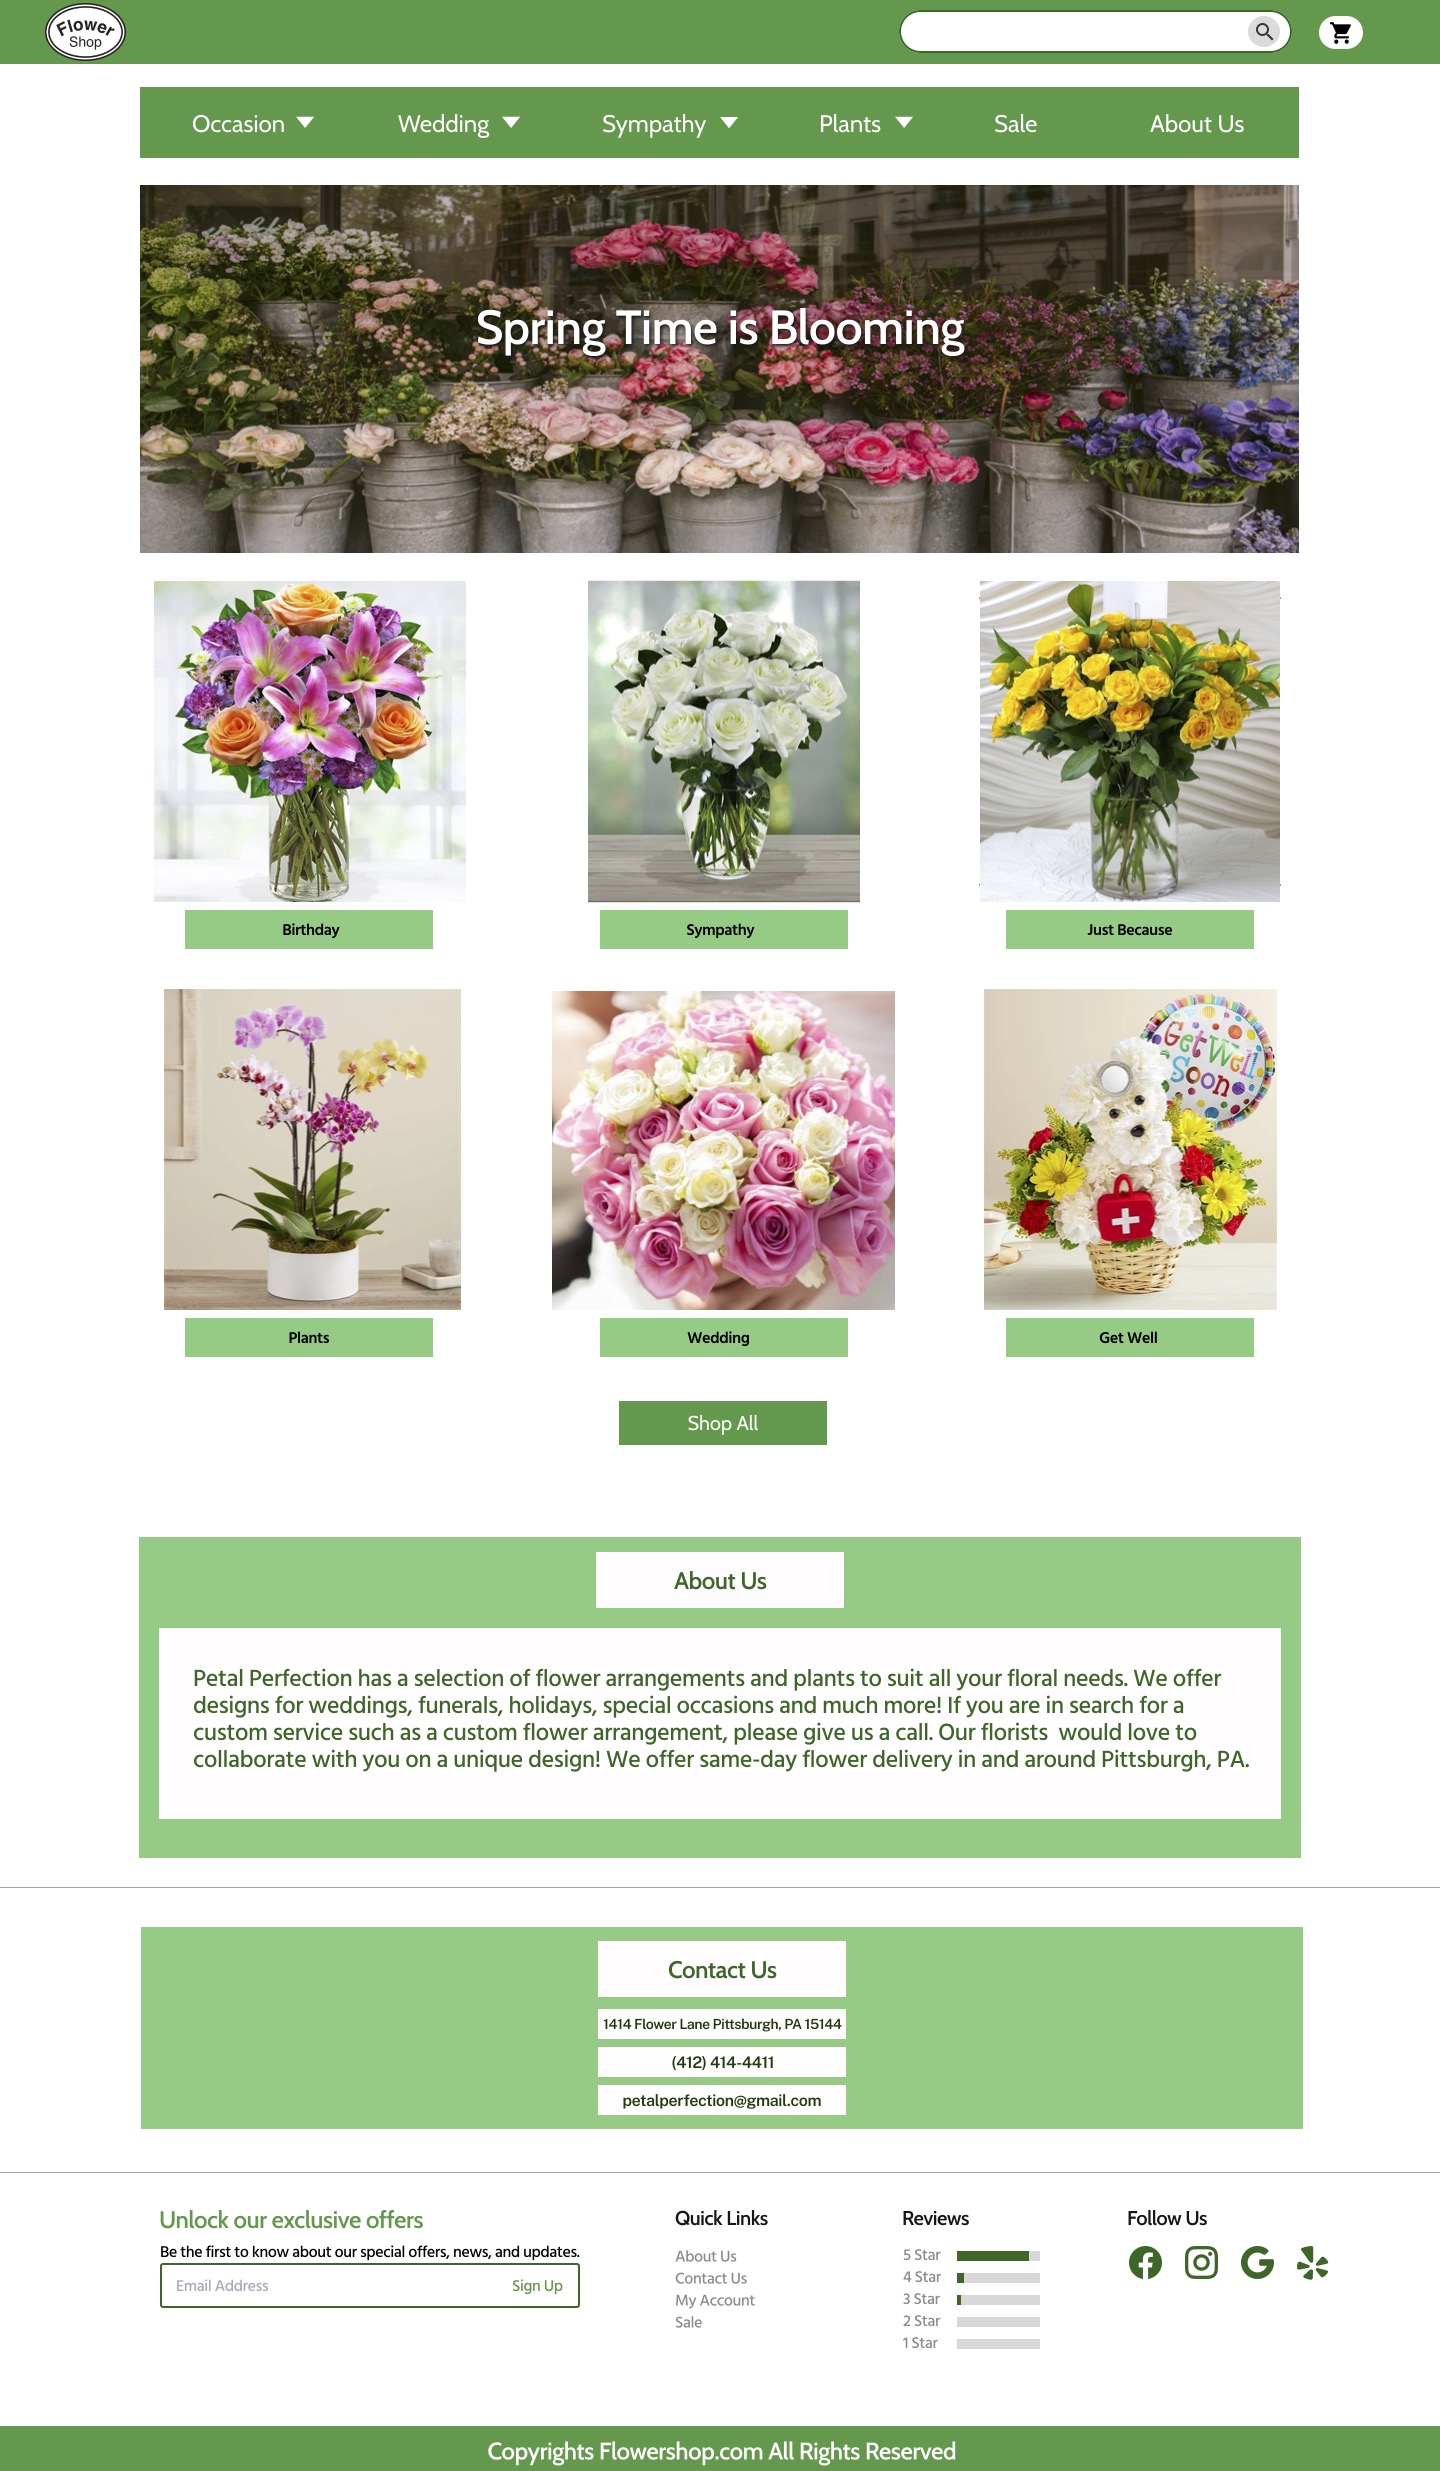 Flower
Shop
Occasion
Wedding
Sympathy
Plants
Sale
About Us
Spring Time is Blooming
Birthday
Sympathy
Just Because
Get Well
Soon
Plants
Wedding
Get Well
Shop All
About Us
Petal Perfection has a selection of flower arrangements and plants to suit all your floral needs. We offer
designs for weddings, funerals, holidays, special occasions and much more! If you are in search for a
custom service such as a custom flower arrangement, please give us a call. Our florists  would love to
collaborate with you on a unique design! We offer same-day flower delivery in and around Pittsburgh, PA.
Contact Us
1414 Flower Lane Pittsburgh, PA 15144
(412) 414-4411
petalperfection@gmail.com
Unlock our exclusive offers
Be the first to know about our special offers, news, and updates.
Email Address
Sign Up
Quick Links
About Us
Contact Us
My Account
Sale
Reviews
5 Star
4 Star
3 Star
2 Star
1 Star
Follow Us
Copyrights Flowershop.com All Rights Reserved